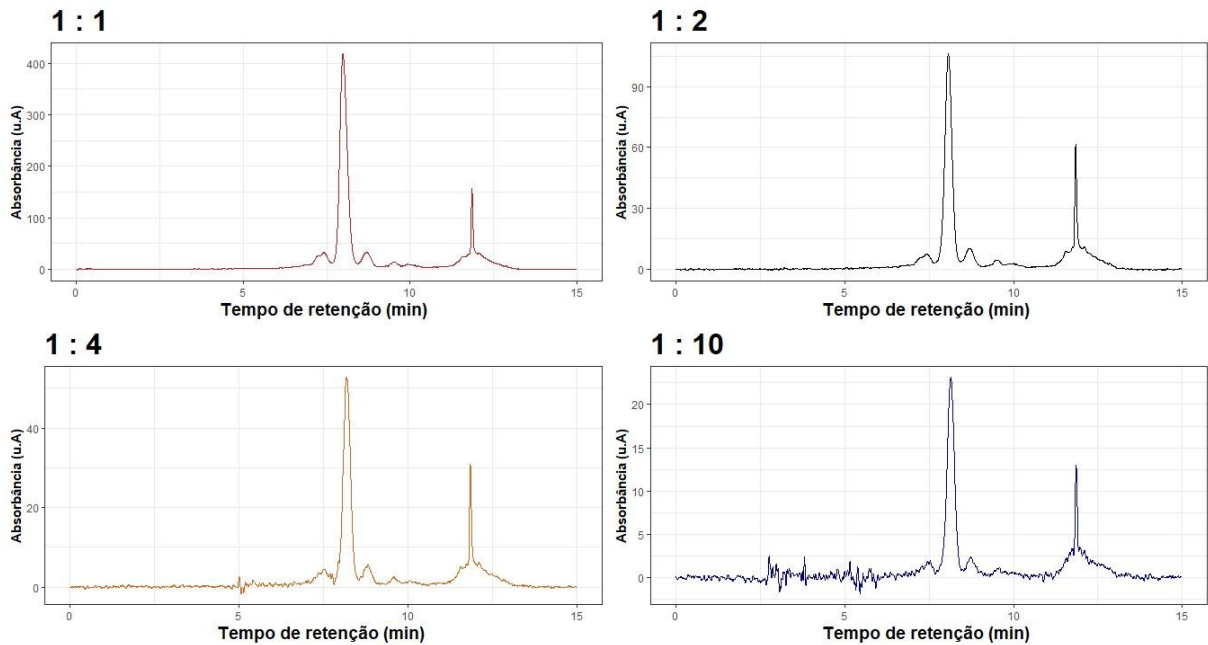 1 : 1
Absorbância (u.A)
400
300
200
100
0
0 5 10 15
Tempo de retenção (min)
1 : 2
Absorbância (u.A)
90
60
30
0
0 5 10 15
Tempo de retenção (min)
1 : 4
Absorbância (u.A)
40
20
0
0 5 10 15
Tempo de retenção (min)
1 : 10
Absorbância (u.A)
20
15
10
5
0
0 5 10 15
Tempo de retenção (min)